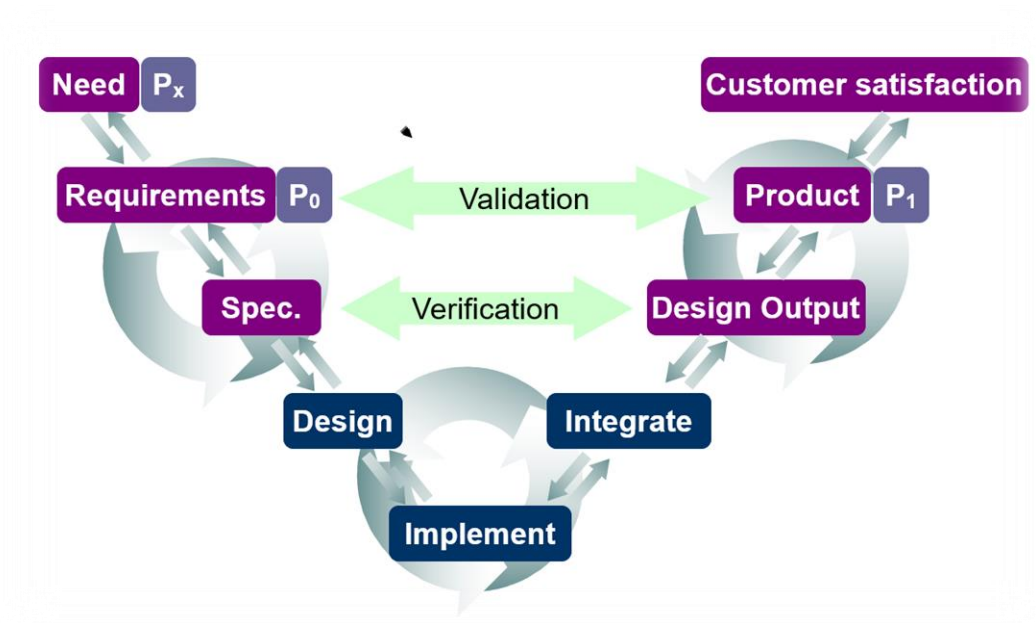 Need Pₓ
Customer satisfaction
Requirements P₀
Validation
Product P₁
Spec.
Verification
Design Output
Design
Integrate
Implement